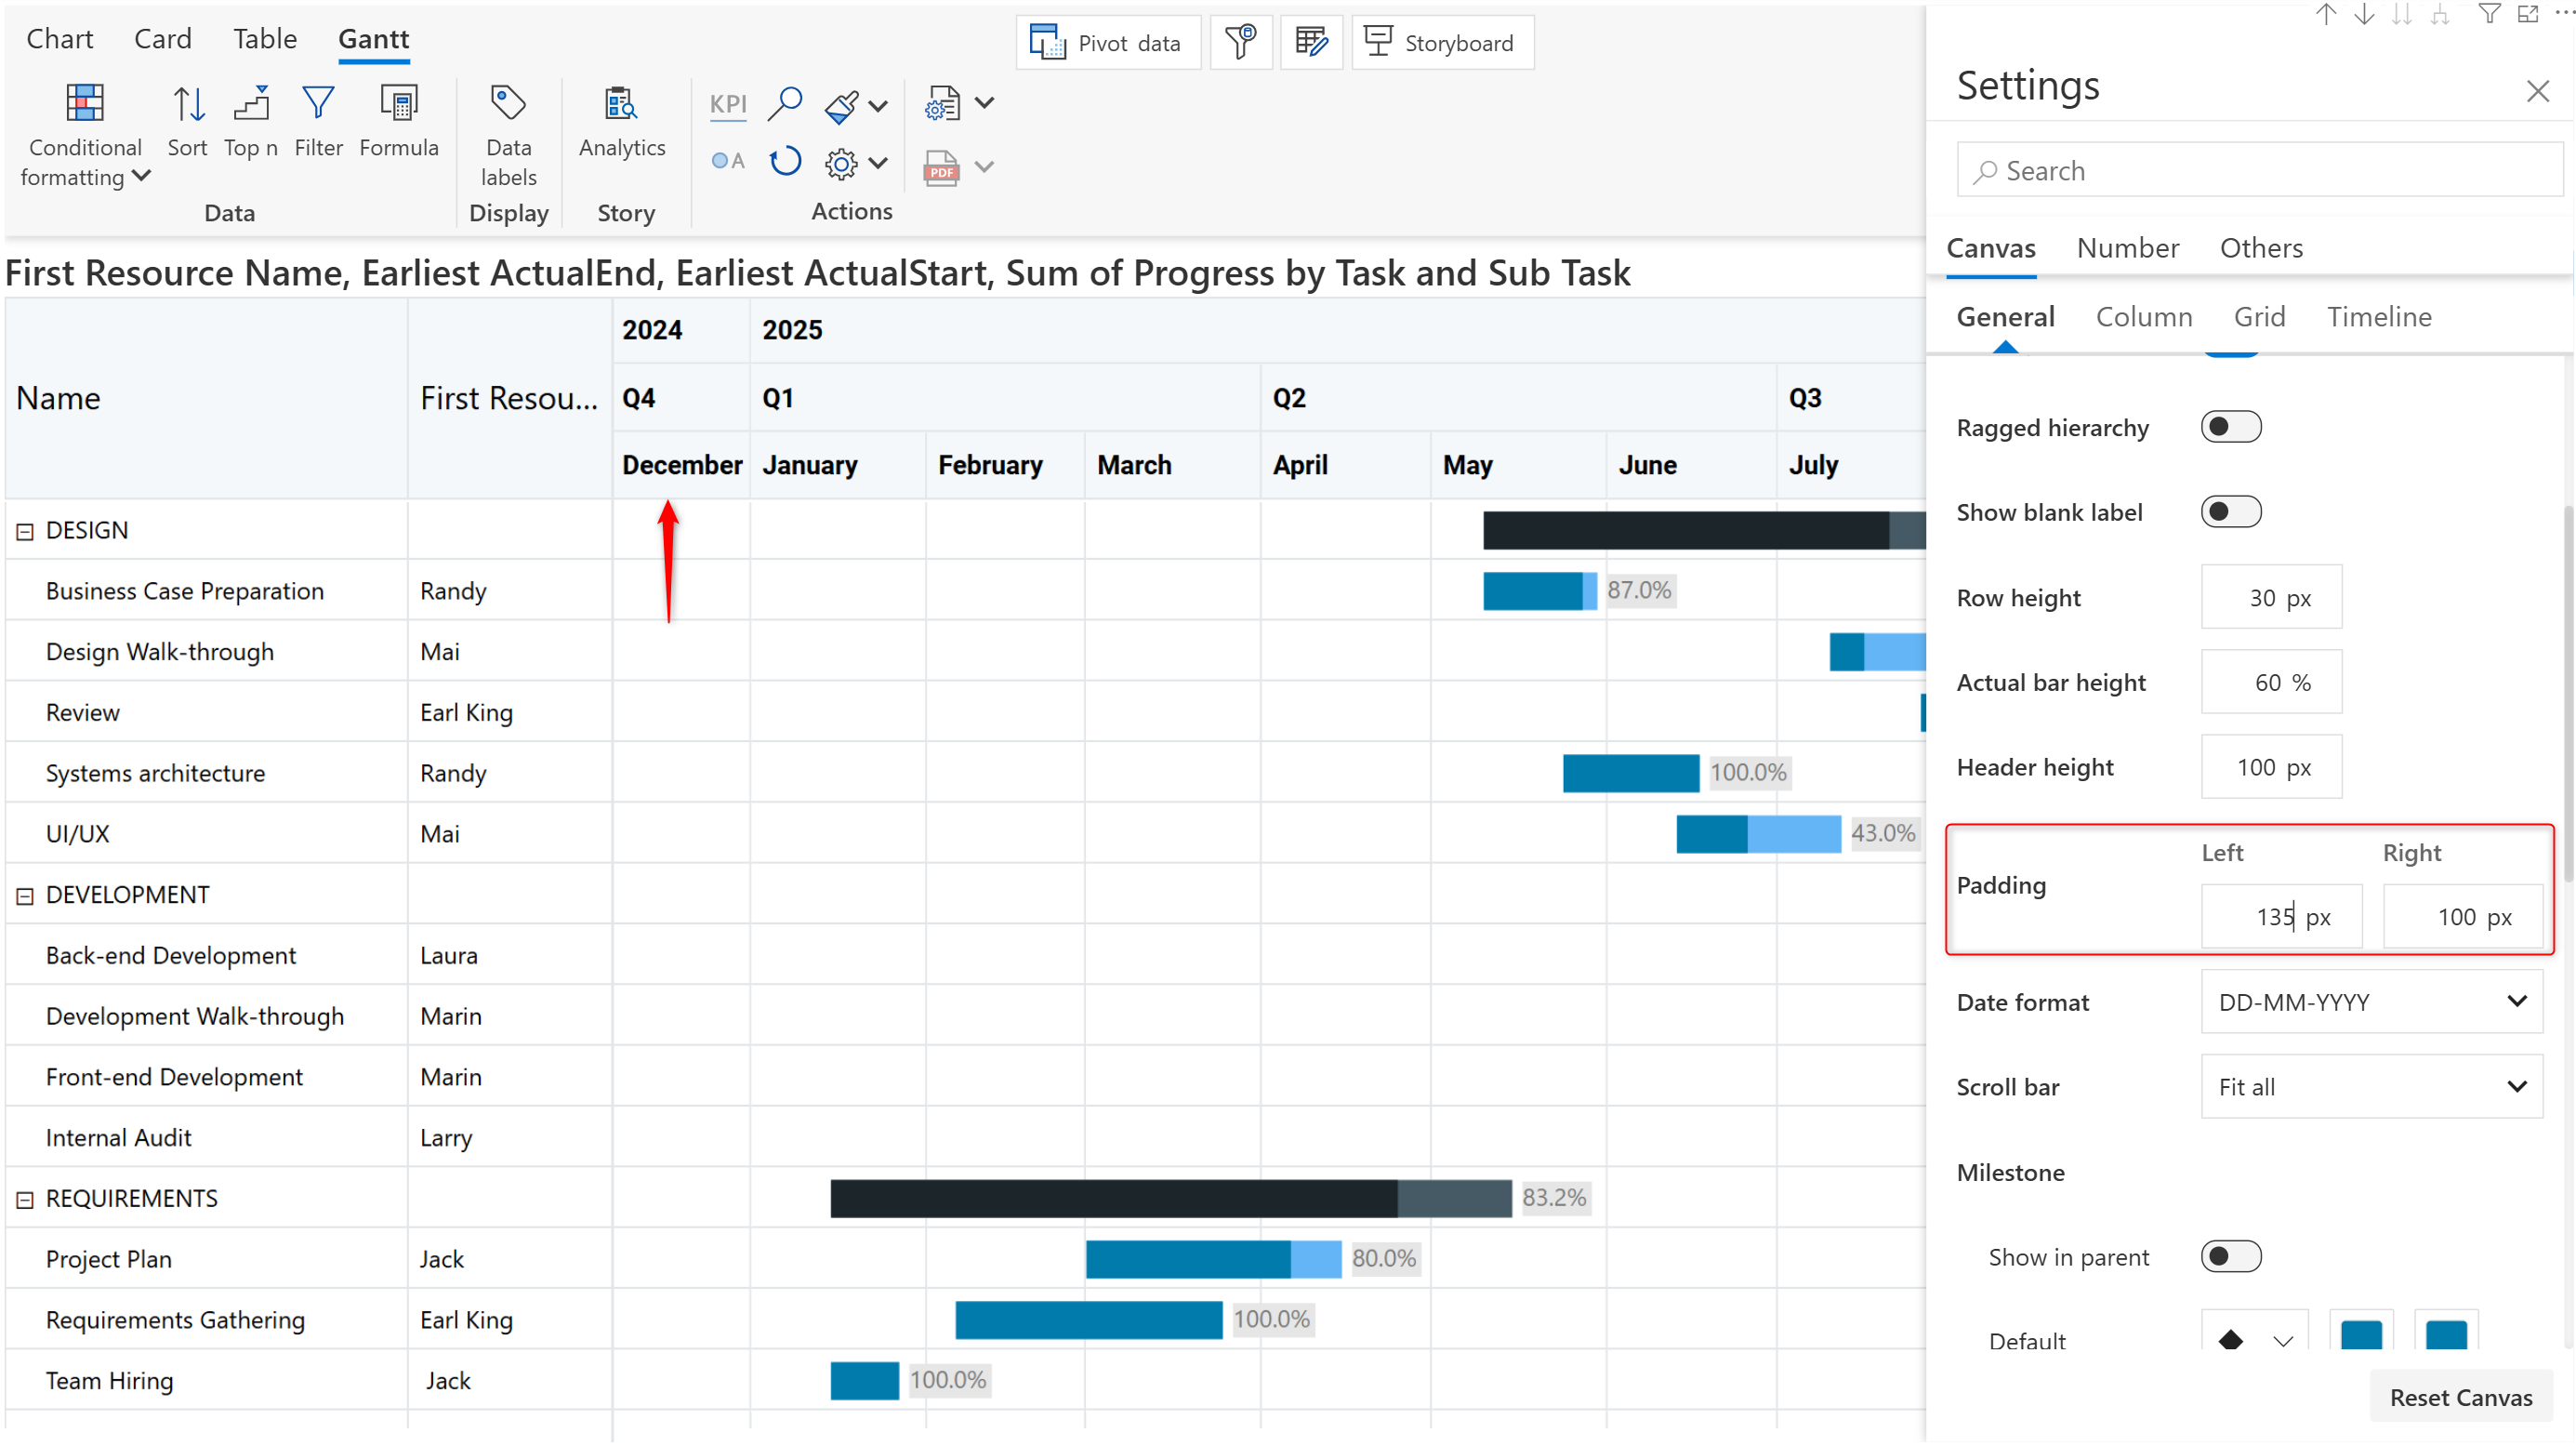 Chart Card Table Gantt
Pivot data
Storyboard
Conditional
formatting
Sort
Top n
Filter
Formula
Data
labels
Analytics
KPI
A
PDF
Data
Display
Story
Actions
First Resource Name, Earliest ActualEnd, Earliest ActualStart, Sum of Progress by Task and Sub Task
Name
First Resou...
2024 2025
Q4 Q1 Q2 Q3
December January February March April May June July
DESIGN
Business Case Preparation Randy 87.0%
Design Walk-through Mai
Review Earl King
Systems architecture Randy 100.0%
UI/UX Mai 43.0%
DEVELOPMENT
Back-end Development Laura
Development Walk-through Marin
Front-end Development Marin
Internal Audit Larry
REQUIREMENTS 83.2%
Project Plan Jack 80.0%
Requirements Gathering Earl King 100.0%
Team Hiring Jack 100.0%
Settings
Search
Canvas Number Others
General Column Grid Timeline
Ragged hierarchy
Show blank label
Row height 30 px
Actual bar height 60 %
Header height 100 px
Left Right
Padding 135 px 100 px
Date format DD-MM-YYYY
Scroll bar Fit all
Milestone
Show in parent
Default
Reset Canvas